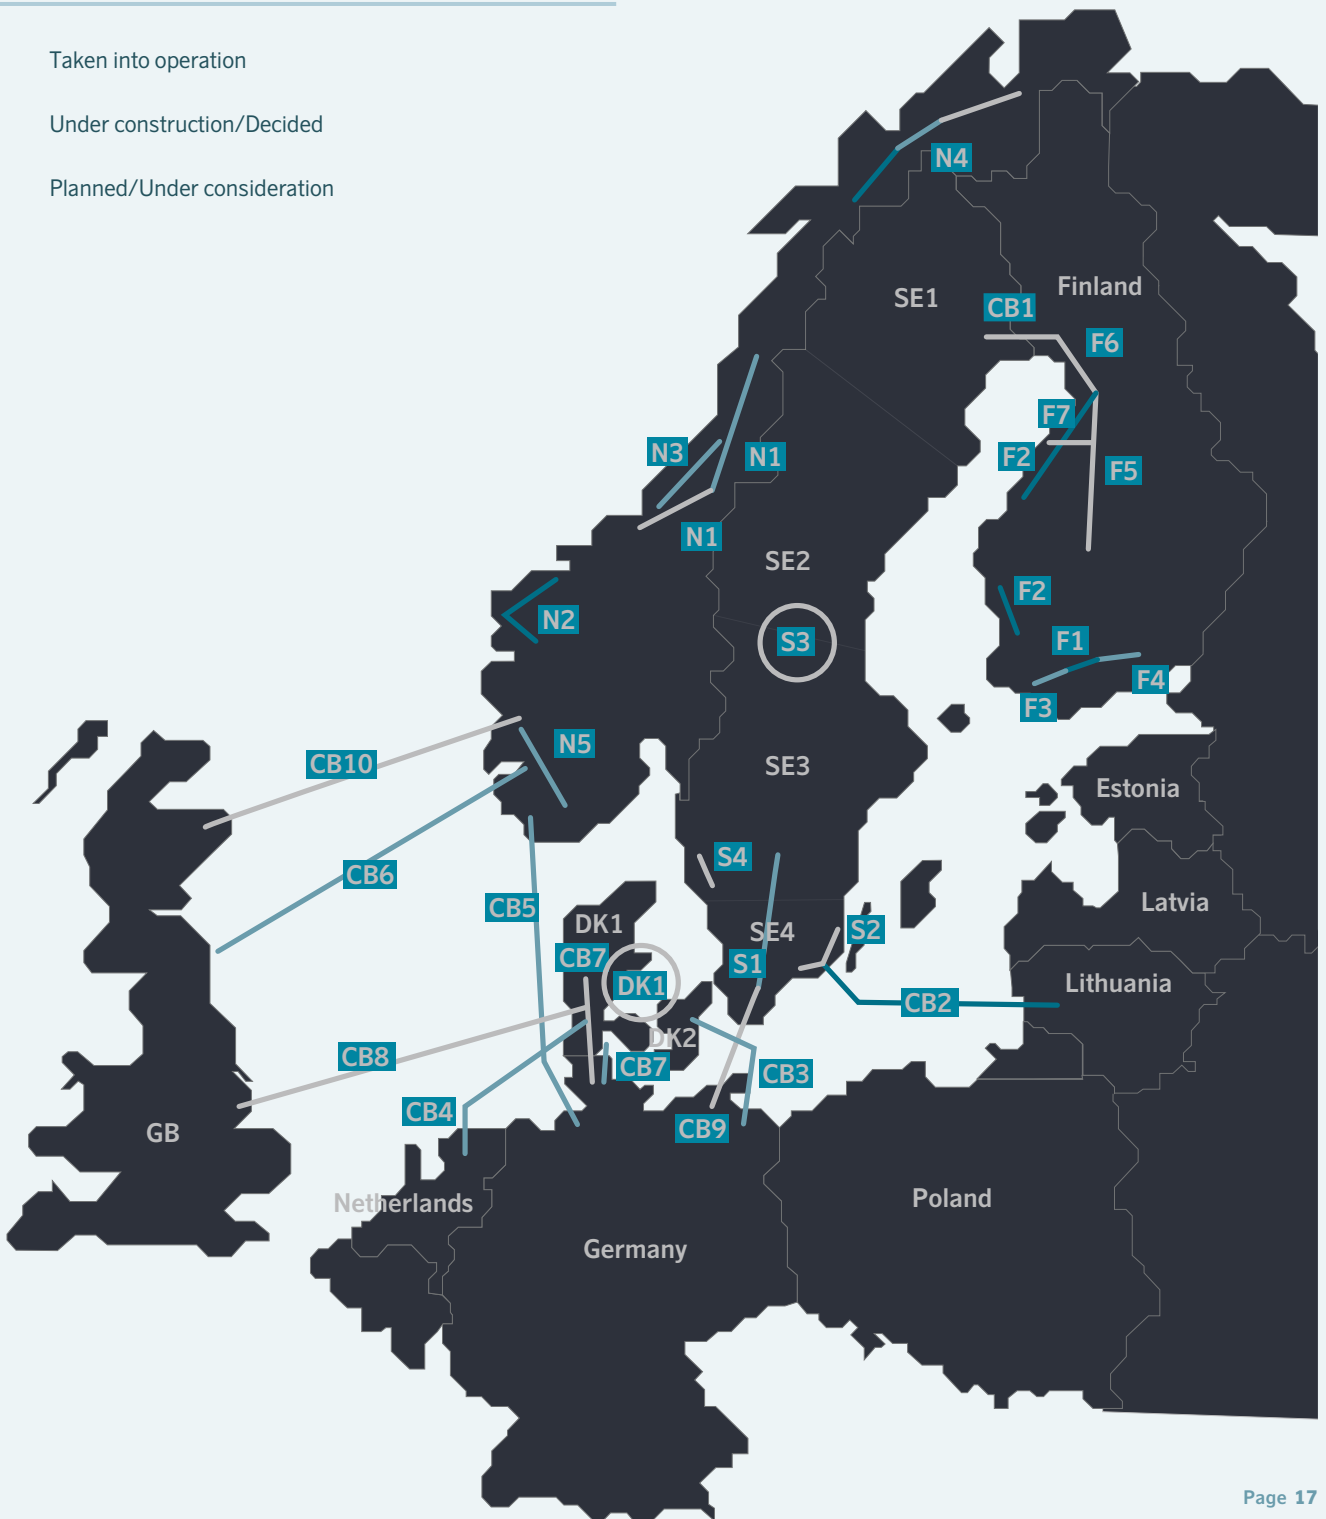 Taken into operation
Under construction/Decided
Planned/Under consideration
N4
SE1
Finland
CB1
F6
F7
N3
N1
F2
F5
N1
SE2
F2
N2
S3
F1
F4
F3
N5
CB10
SE3
Estonia
S4
CB6
CB5
Latvia
DK1
SE4
S2
CB7
S1
DK1
Lithuania
CB2
DK2
CB8
CB7
CB3
CB4
CB9
GB
Netherlands
Poland
Germany
Page 17